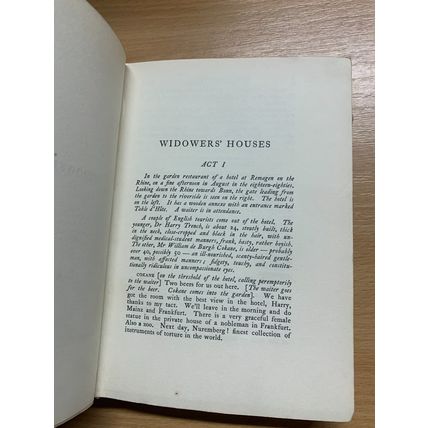 WIDOWERS' HOUSES
ACT I
In the garden restaurant of a hotel at Remagen on the
Rhine, on a fine afternoon in August in the eighteen-eighties.
Looking down the Rhine towards Bonn, the gate leading from
the garden to the riverside is seen on the right. The hotel is
on the left. It has a wooden annexe with an entrance marked
Table d'Hôte. A waiter is in attendance.
A couple of English tourists come out of the hotel. The
younger, Dr Harry Trench, is about 24, stoutly built, thick
in the neck, close-cropped and black in the hair, with un-
dignified medical-student manners, frank, hasty, rather boyish.
The other, Mr William de Burgh Cokane, is older — probably
over 40, possibly 50 — an ill-nourished, scanty-haired gentle-
man, with affected manners: fidgety, touchy, and constitu-
tionally ridiculous in uncompassionate eyes.
COKANE [on the threshold of the hotel, calling peremptorily
to the waiter] Two beers for us out here. [The waiter goes
for the beer. Cokane comes into the garden]. We have
got the room with the best view in the hotel, Harry,
thanks to my tact. We'll leave in the morning and do
Mainz and Frankfurt. There is a very graceful female
statue in the private house of a nobleman in Frankfurt.
Also a zoo. Next day, Nuremberg! finest collection of
instruments of torture in the world.